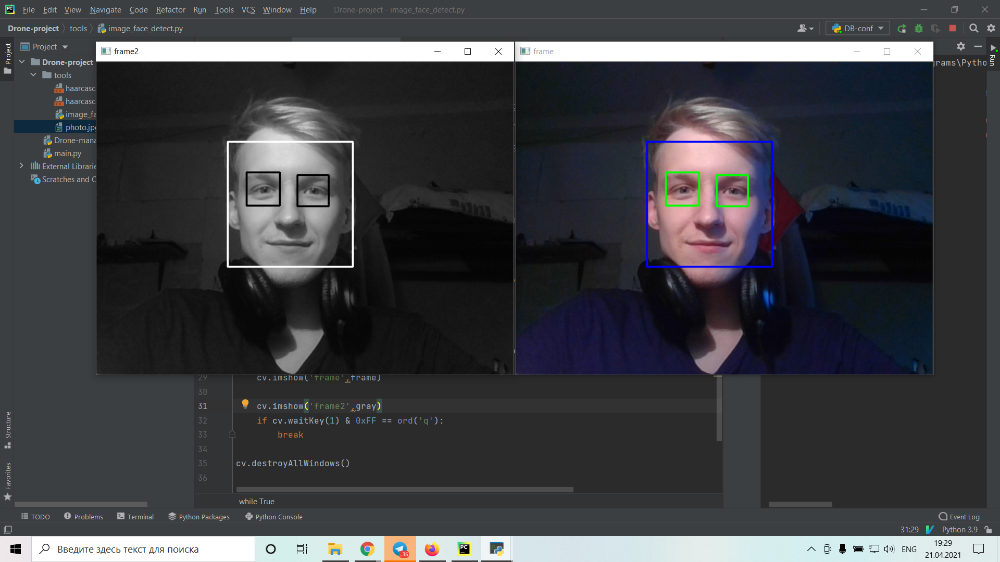 File Edit View Navigate Code Refactor Run Tools VCS Window Help Drone-project - image_face_detect.py
Drone-project tools image_face_detect.py DB-conf
Project
Project
frame2
frame
Run
Drone-project
grams\Pytho
tools
haarcasc
haarcasc
image_fa
photo.jp
Drone-mana
main.py
External Librarie
Scratches and C
29 cv.imshow('frame',frame)
30
31 cv.imshow('frame2',gray)
32 if cv.waitKey(1) & 0xFF == ord('q'):
33 break
34
35 cv.destroyAllWindows()
36
Structure
Favorites
while True
TODO Problems Terminal Python Packages Python Console Event Log
31:29 Python 3.9
PC
Введите здесь текст для поиска
..36
PC
ENG
19:29
21.04.2021